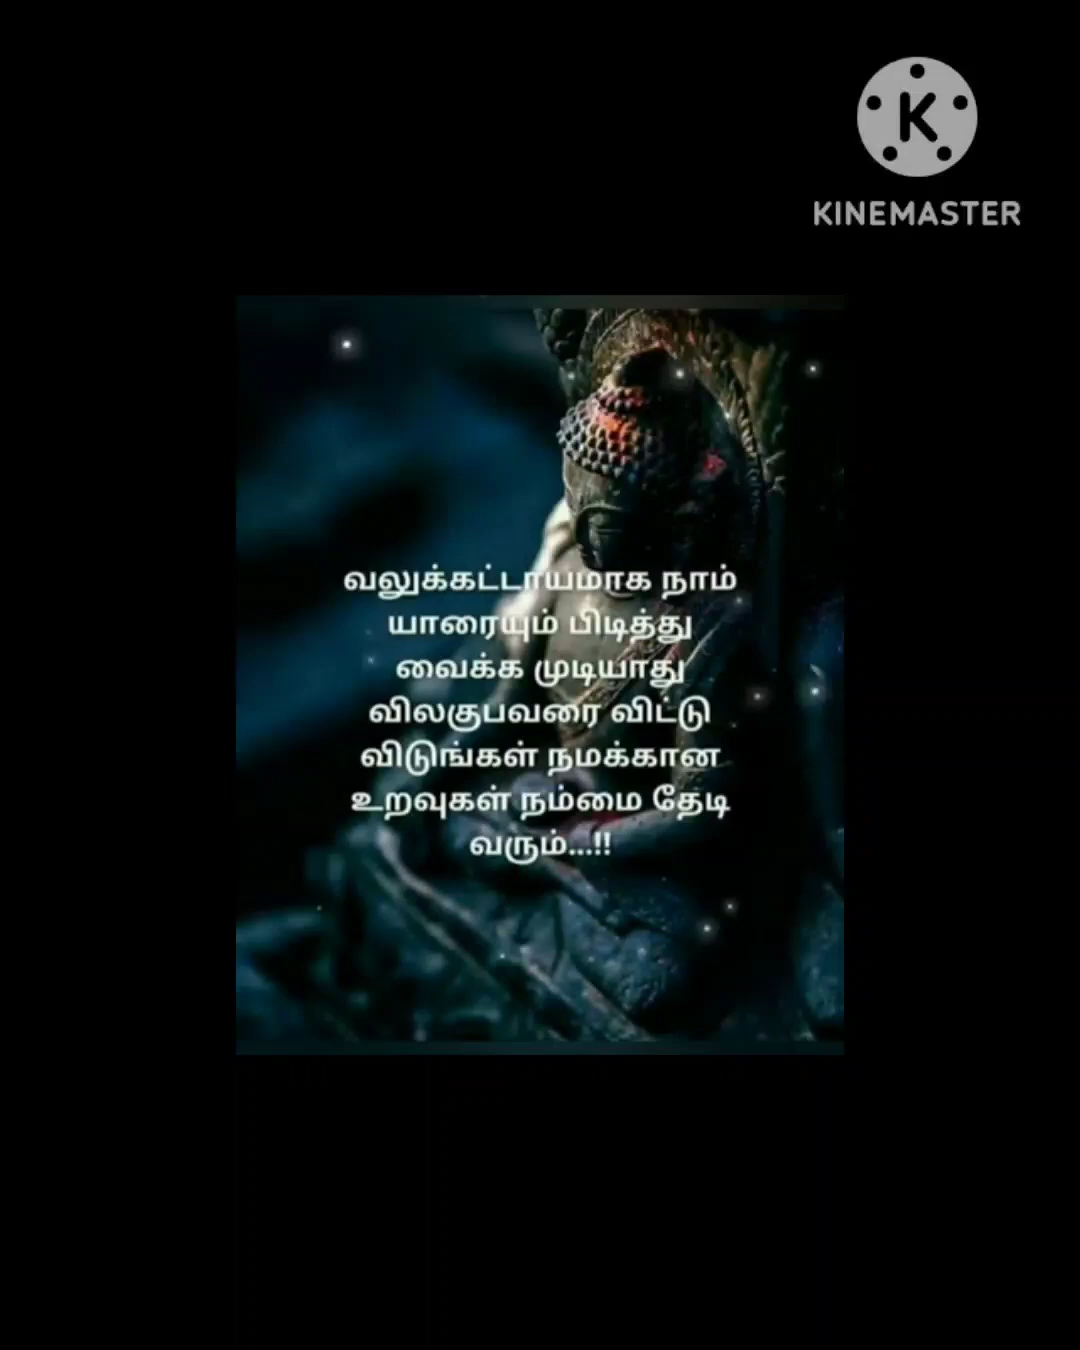 KINEMASTER
வலுக்கட்டாயமாக நாம்
யாரையும் பிடித்து
வைக்க முடியாது
விலகுபவரை விட்டு
விடுங்கள் நமக்கான
உறவுகள் நம்மை தேடி
வரும்...!!